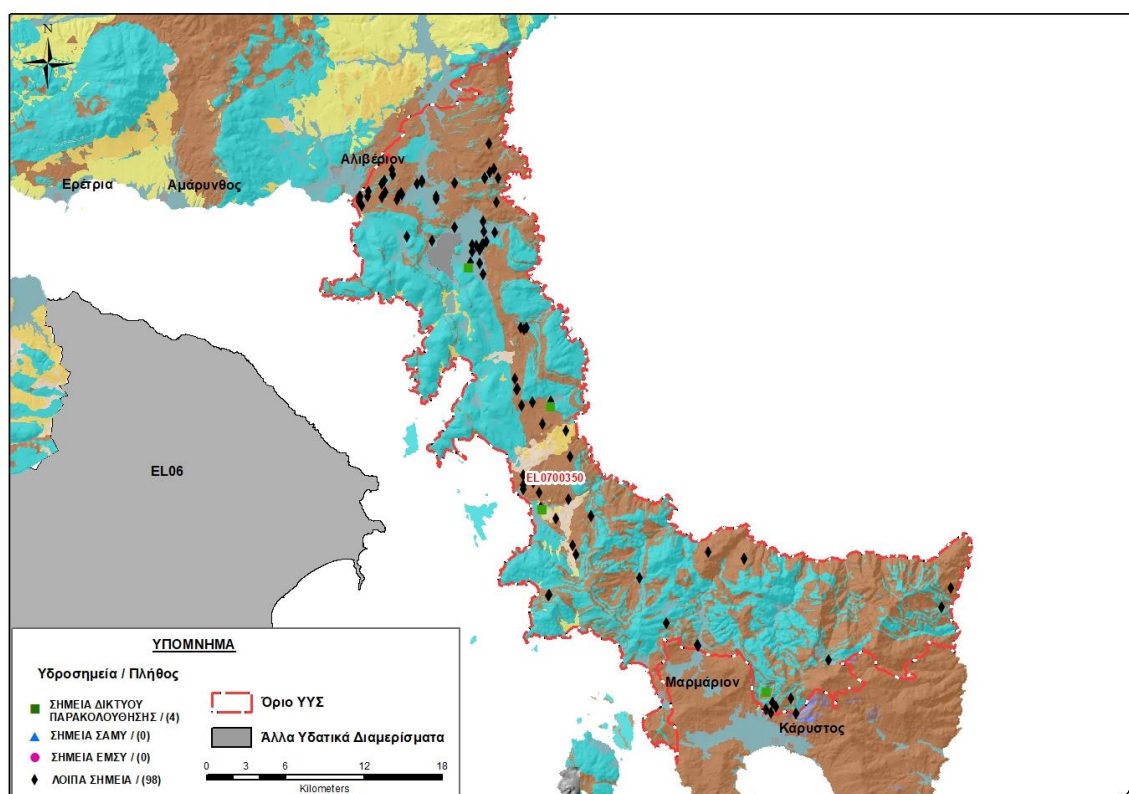 N
Αλιβέριον
Ερέτρια
Αμάρυνθος
EL06
EL0700350
Μαρμάριον
Κάρυστος
ΥΠΟΜΝΗΜΑ
Υδροσημεία / Πλήθος
ΣΗΜΕΙΑ ΔΙΚΤΥΟΥ
ΠΑΡΑΚΟΛΟΥΘΗΣΗΣ / (4)
ΣΗΜΕΙΑ ΣΑΜΥ / (0)
ΣΗΜΕΙΑ ΕΜΣΥ / (0)
ΛΟΙΠΑ ΣΗΜΕΙΑ / (98)
Όριο ΥΥΣ
Άλλα Υδατικά Διαμερίσματα
0 3 6 12 18
Kilometers